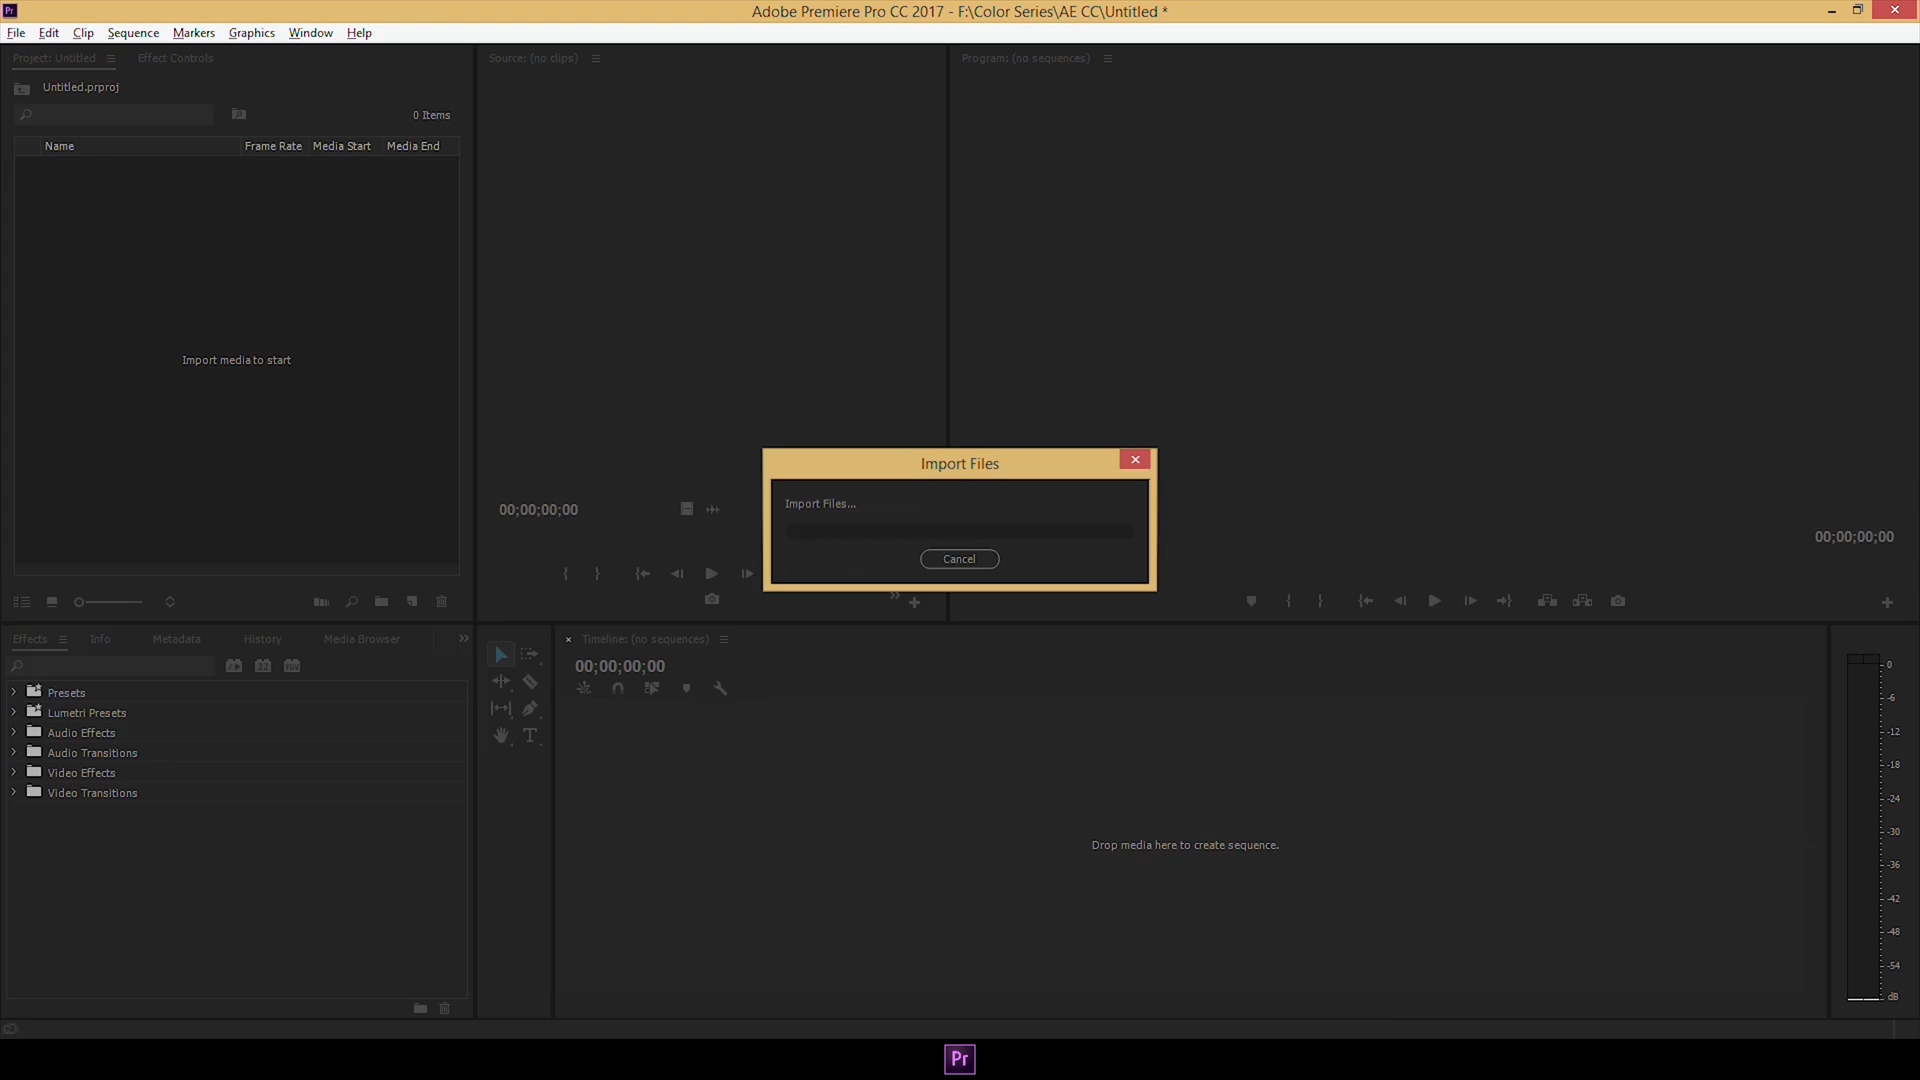 Pr
Adobe Premiere Pro CC 2017 - F:\Color Series\AE CC\Untitled *
File Edit Clip Sequence Markers Graphics Window Help
Project: Untitled Effect Controls
Source: (no clips)
Program: (no sequences)
Untitled.prproj
0 Items
Name Frame Rate Media Start Media End
Import media to start
Import Files
Import Files...
Cancel
00;00;00;00
00;00;00;00
Effects Info Metadata History Media Browser
Presets
Lumetri Presets
Audio Effects
Audio Transitions
Video Effects
Video Transitions
Timeline: (no sequences)
00;00;00;00
T
Drop media here to create sequence.
0
-6
-12
-18
-24
-30
-36
-42
-48
-54
dB
Pr